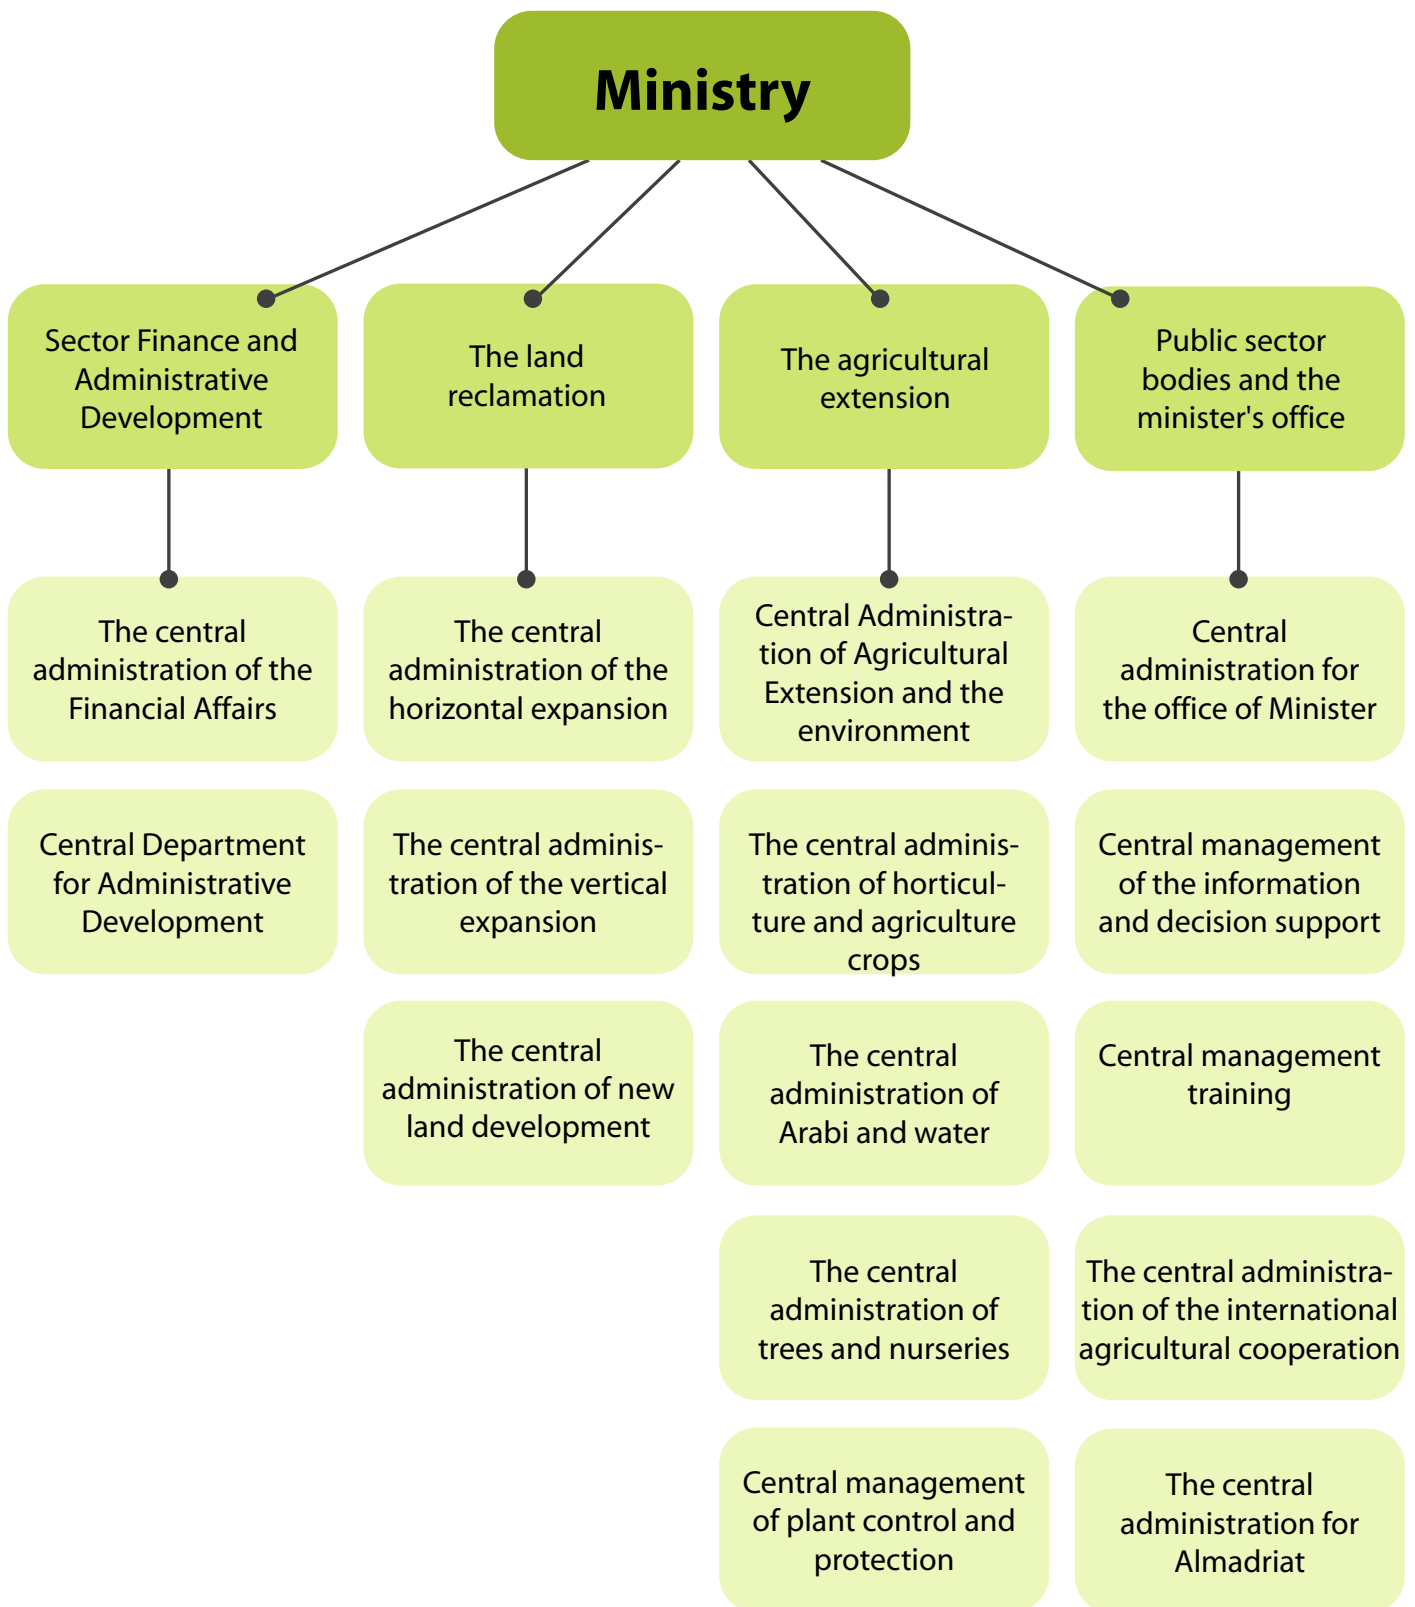 Ministry
Sector Finance and
Administrative
Development
The land
reclamation
The agricultural
extension
Public sector
bodies and the
minister's office
The central
administration of the
Financial Affairs
The central
administration of the
horizontal expansion
Central Administra-
tion of Agricultural
Extension and the
environment
Central
administration for
the office of Minister
Central Department
for Administrative
Development
The central adminis-
tration of the vertical
expansion
The central adminis-
tration of horticul-
ture and agriculture
crops
Central management
of the information
and decision support
The central
administration of new
land development
The central
administration of
Arabi and water
Central management
training
The central
administration of
trees and nurseries
The central administra-
tion of the international
agricultural cooperation
Central management
of plant control and
protection
The central
administration for
Almadriat